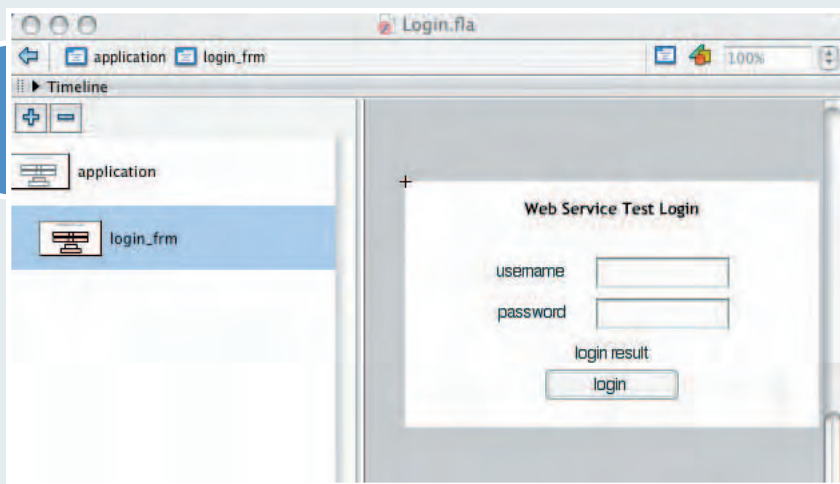 Login.fla
application login_frm 100%
Timeline
application
login_frm
Web Service Test Login
username
password
login result
login